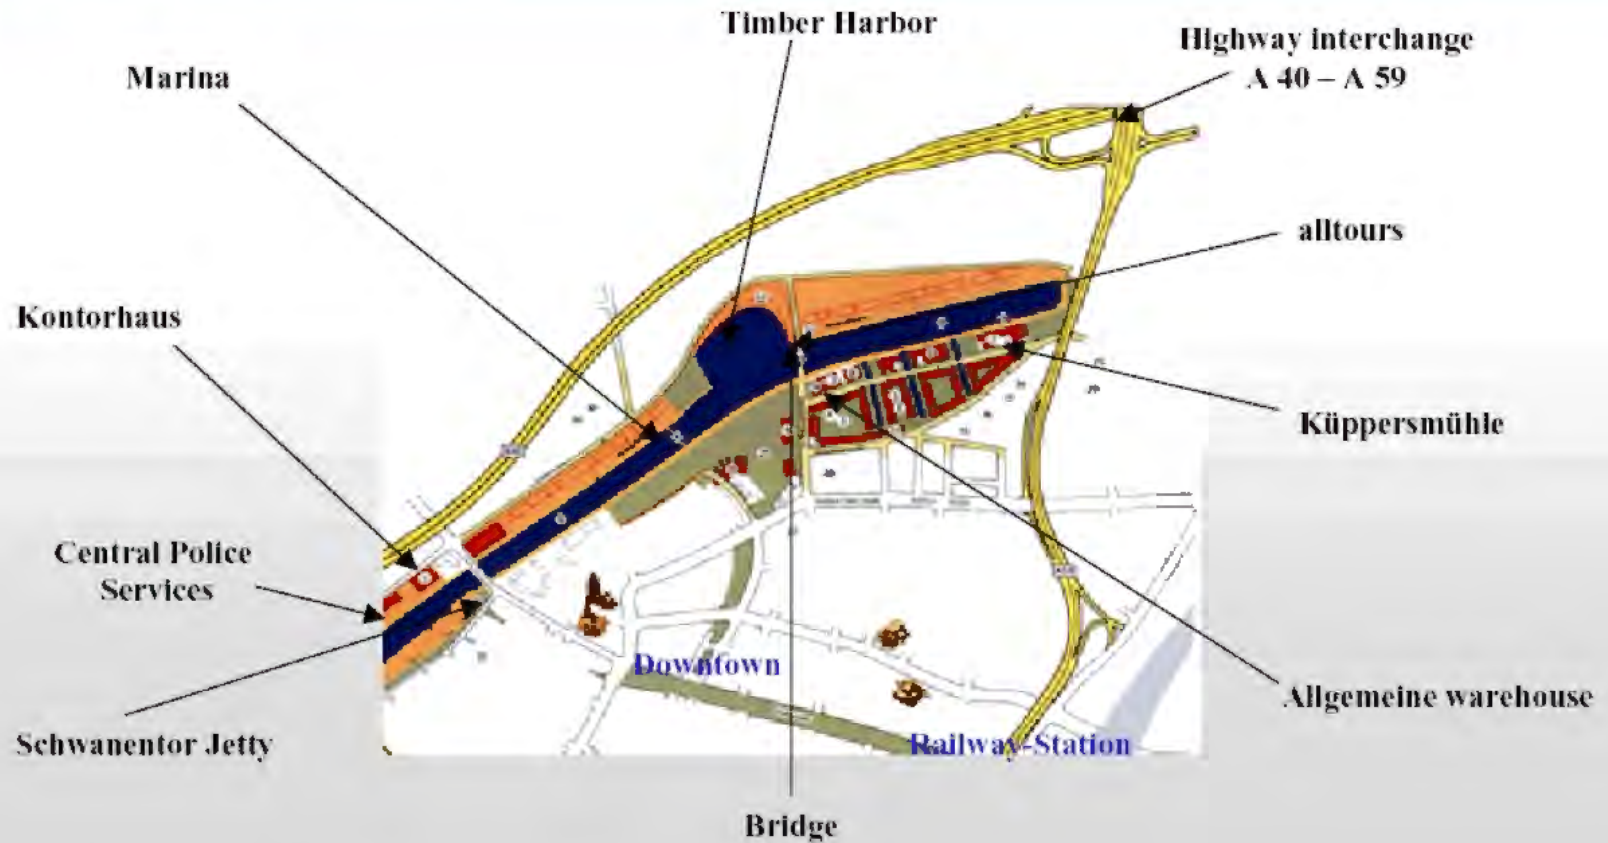 Timber Harbor
Highway interchange
A 40 – A 59
Marina
alltours
Kontorhaus
Küppersmühle
Central Police
Services
Downtown
Allgemeine warehouse
Schwanentor Jetty
Railway-Station
Bridge